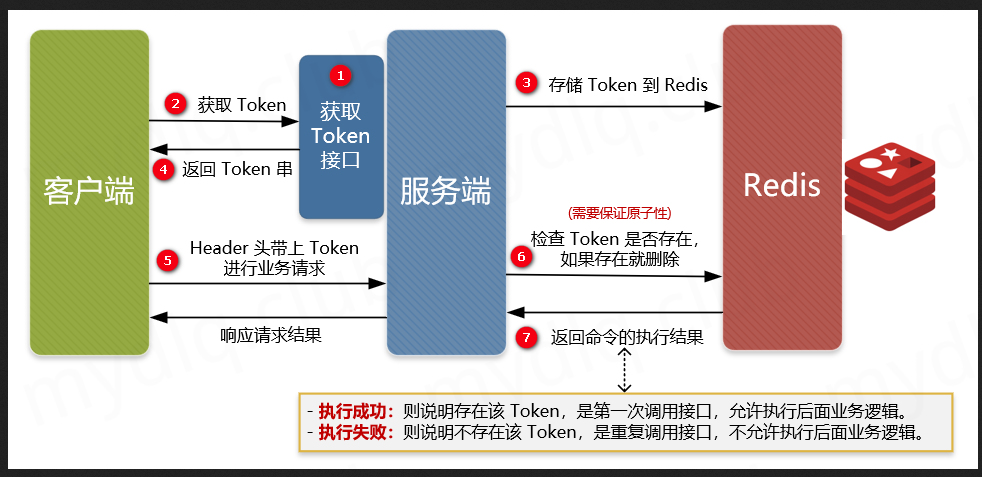 客户端
1
获取
Token
接口
2 获取 Token
服务端
3 存储 Token 到 Redis
4 返回 Token 串
Redis
5 Header 头带上 Token
进行业务请求
(需要保证原子性)
6 检查 Token 是否存在，
如果存在就删除
响应请求结果
7 返回命令的执行结果
- 执行成功：则说明存在该 Token，是第一次调用接口，允许执行后面业务逻辑。
- 执行失败：则说明不存在该 Token，是重复调用接口，不允许执行后面业务逻辑。